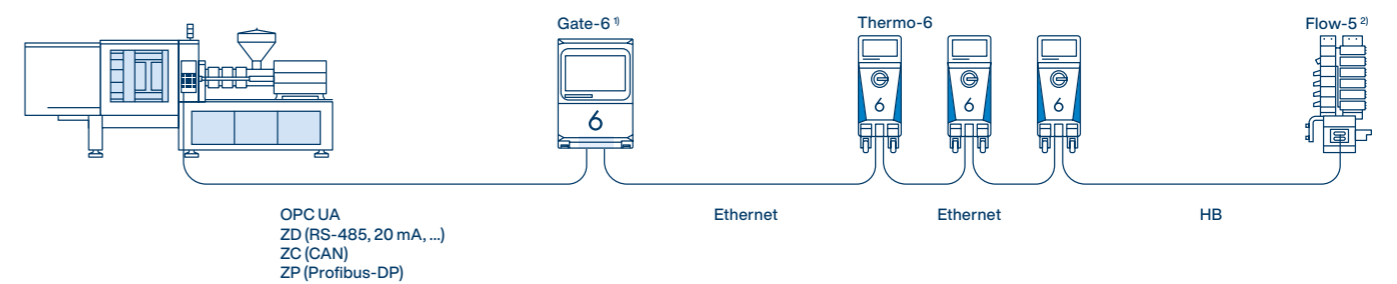 Gate-6 ¹⁾
Thermo-6
Flow-5 ²⁾
6
6
6
6
OPC UA
ZD (RS-485, 20 mA, ...)
ZC (CAN)
ZP (Profibus-DP)
Ethernet
Ethernet
HB